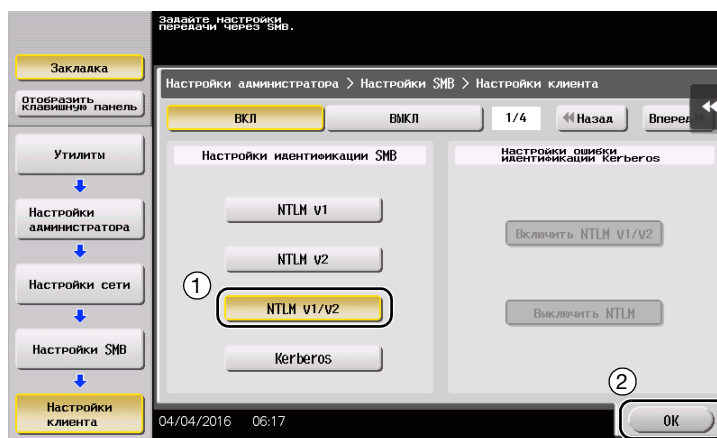 Задайте настройки
передачи через SMB.
Закладка
Отобразить
клавишную панель
Утилиты
Настройки
администратора
Настройки сети
Настройки SMB
Настройки
клиента
Настройки администратора > Настройки SMB > Настройки клиента
ВКЛ
ВЫКЛ
1/4
Назад
Вперед
Настройки идентификации SMB
NTLM v1
NTLM v2
1
NTLM v1/v2
Kerberos
Настройки ошибки
идентификации Kerberos
Включить NTLM v1/v2
Выключить NTLM
2
04/04/2016 06:17
OK